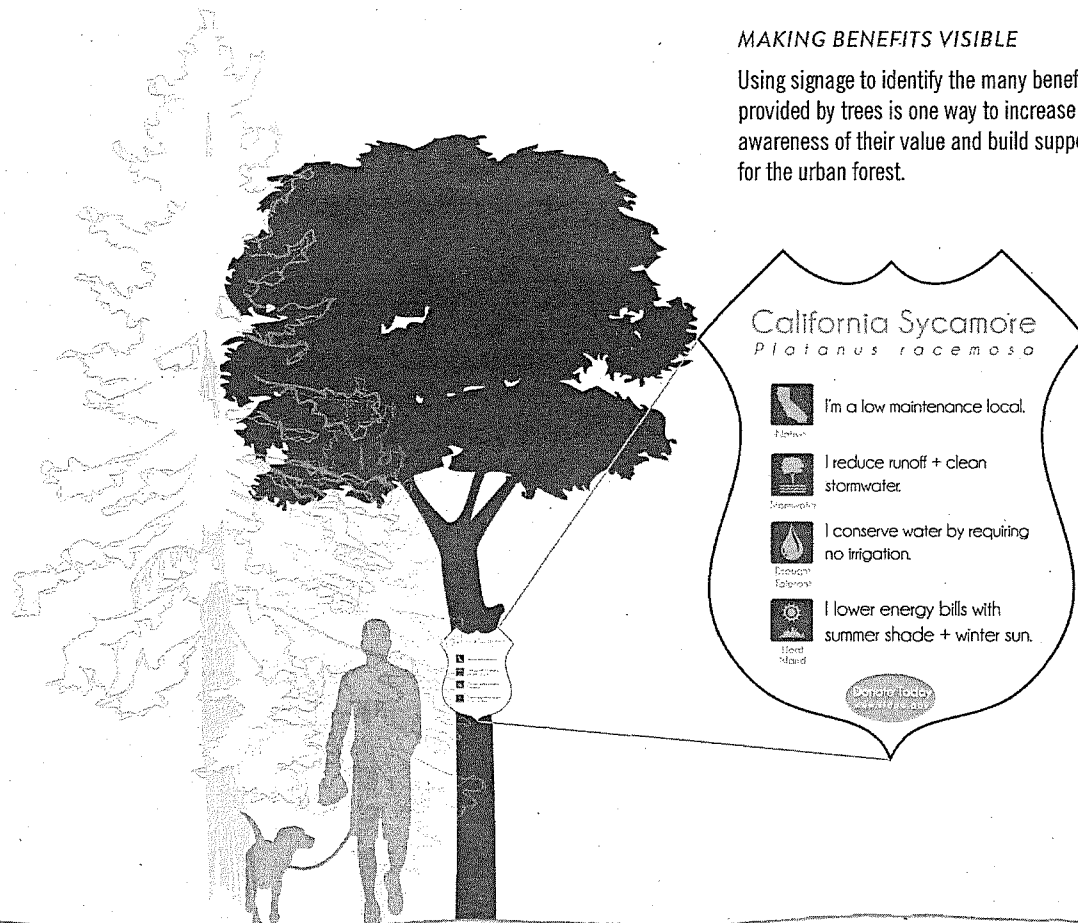 MAKING BENEFITS VISIBLE
Using signage to identify the many benef
provided by trees is one way to increase
awareness of their value and build suppo
for the urban forest.
California Sycamore
Platanus racemosa
I'm a low maintenance local.
Native
I reduce runoff + clean
stormwater.
Stormwater
I conserve water by requiring
no irrigation.
Drought
Tolerant
I lower energy bills with
summer shade + winter sun.
Heat
Island
Donate Today